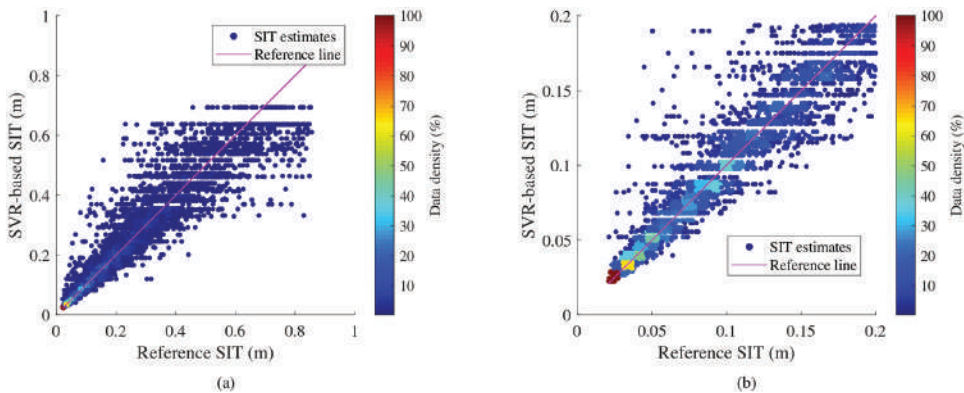 SIT estimates
Reference line
1
0.8
0.6
0.4
0.2
0
0 0.2 0.4 0.6 0.8 1
SVR-based SIT (m)
Reference SIT (m)
100
90
80
70
60
50
40
30
20
10
Data density (%)
(a)
0.2
0.15
0.1
0.05
0
0 0.05 0.1 0.15 0.2
SVR-based SIT (m)
Reference SIT (m)
SIT estimates
Reference line
100
90
80
70
60
50
40
30
20
10
Data density (%)
(b)